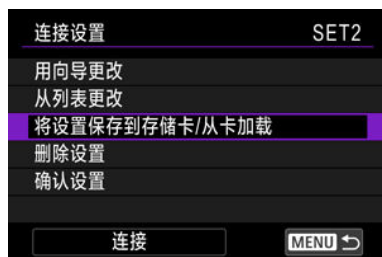 连接设置 SET2
用向导更改
从列表更改
将设置保存到存储卡/从卡加载
删除设置
确认设置
连接 MENU